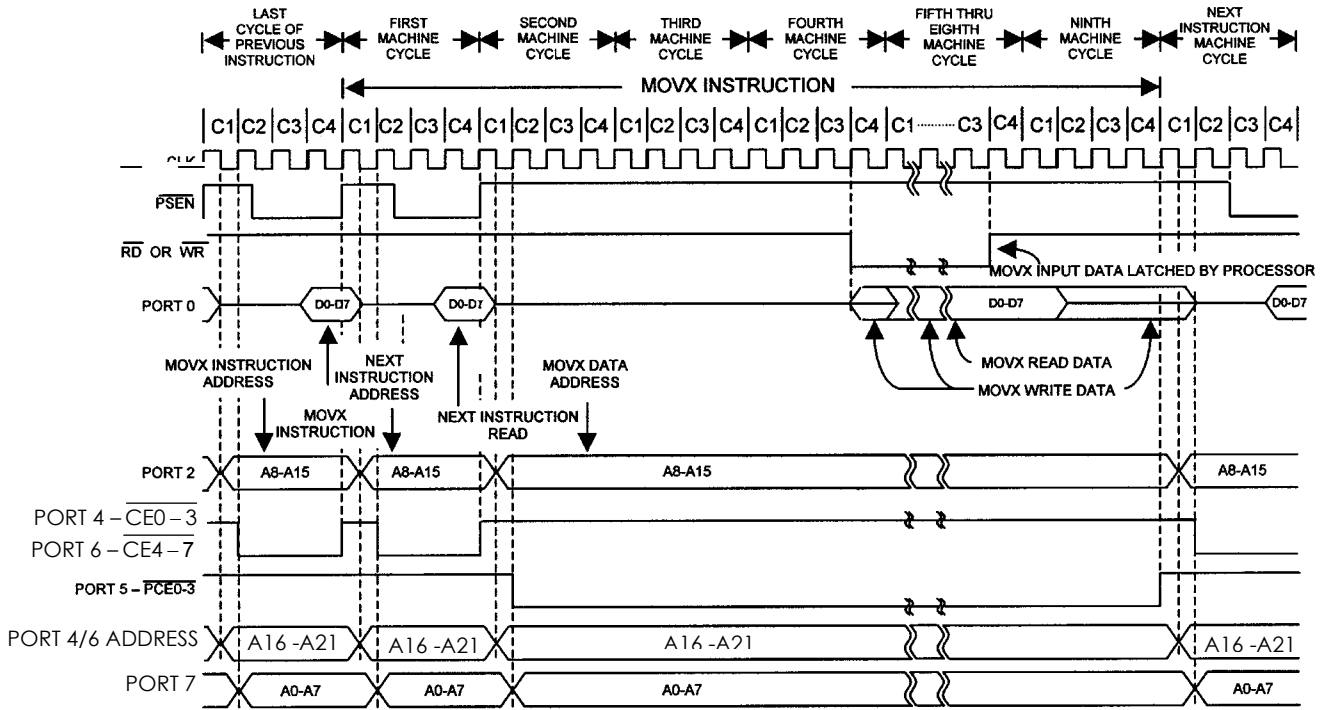 LAST
CYCLE OF
PREVIOUS
INSTRUCTION
FIRST
MACHINE
CYCLE
SECOND
MACHINE
CYCLE
THIRD
MACHINE
CYCLE
FOURTH
MACHINE
CYCLE
FIFTH THRU
EIGHTH
MACHINE
CYCLE
NINTH
MACHINE
CYCLE
NEXT
INSTRUCTION
MACHINE
CYCLE
MOVX INSTRUCTION
C1 C2 C3 C4 C1 C2 C3 C4 C1 C2 C3 C4 C1 C2 C3 C4 C1 C2 C3 C4 C1 ........ C3 C4 C1 C2 C3 C4 C1 C2 C3 C4
CLK
PSEN
RD OR WR
MOVX INPUT DATA LATCHED BY PROCESSOR
PORT 0
D0-D7
D0-D7
D0-D7
D0-D7
MOVX INSTRUCTION
ADDRESS
NEXT
INSTRUCTION
ADDRESS
MOVX DATA
ADDRESS
MOVX READ DATA
MOVX WRITE DATA
MOVX
INSTRUCTION
NEXT INSTRUCTION
READ
PORT 2
A8-A15
A8-A15
A8-A15
A8-A15
PORT 4 – CE0 – 3
PORT 6 – CE4 – 7
PORT 5 – PCE0-3
PORT 4/6 ADDRESS
A16 -A21
A16 -A21
A16 -A21
A16 -A21
PORT 7
A0-A7
A0-A7
A0-A7
A0-A7